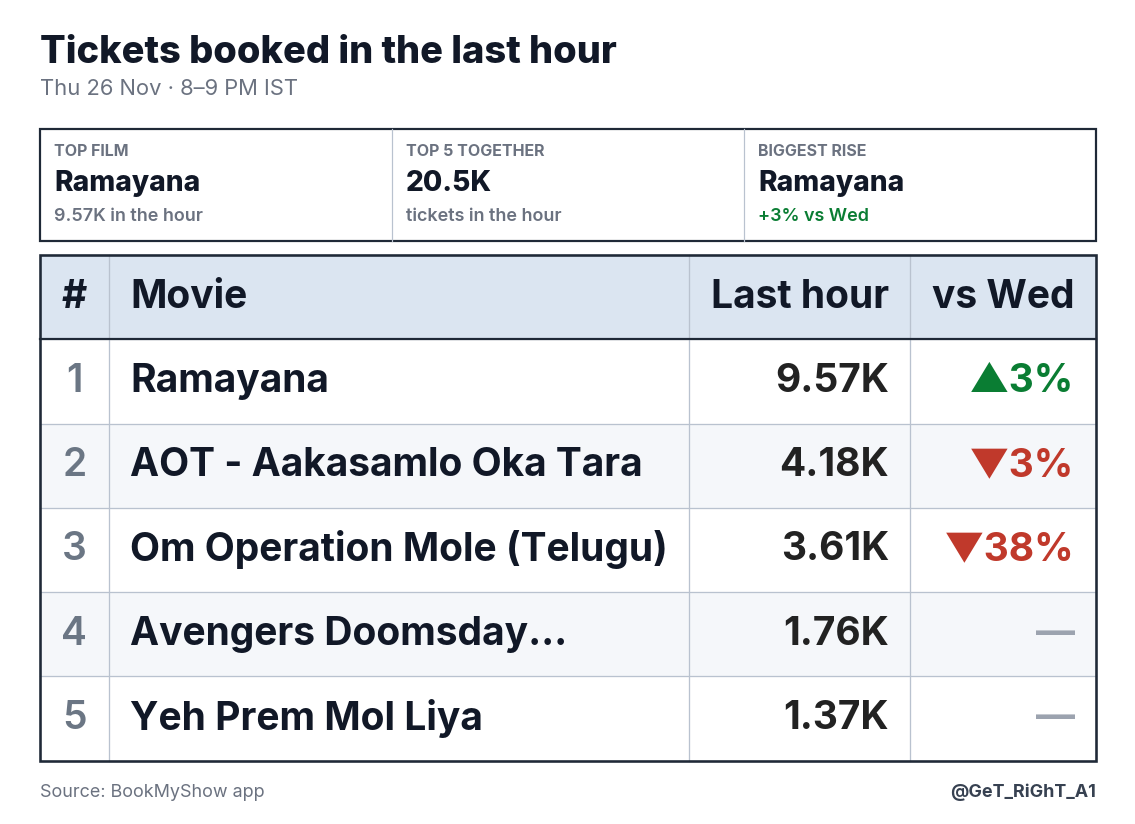 Tickets booked in the last hour
Thu 26 Nov · 8–9 PM IST
TOP FILM
Ramayana
9.57K in the hour
TOP 5 TOGETHER
20.5K
tickets in the hour
BIGGEST RISE
Ramayana
+3% vs Wed
# Movie Last hour vs Wed
1 Ramayana 9.57K ▲3%
2 AOT - Aakasamlo Oka Tara 4.18K ▼3%
3 Om Operation Mole (Telugu) 3.61K ▼38%
4 Avengers Doomsday... 1.76K —
5 Yeh Prem Mol Liya 1.37K —
Source: BookMyShow app
@GeT_RiGhT_A1